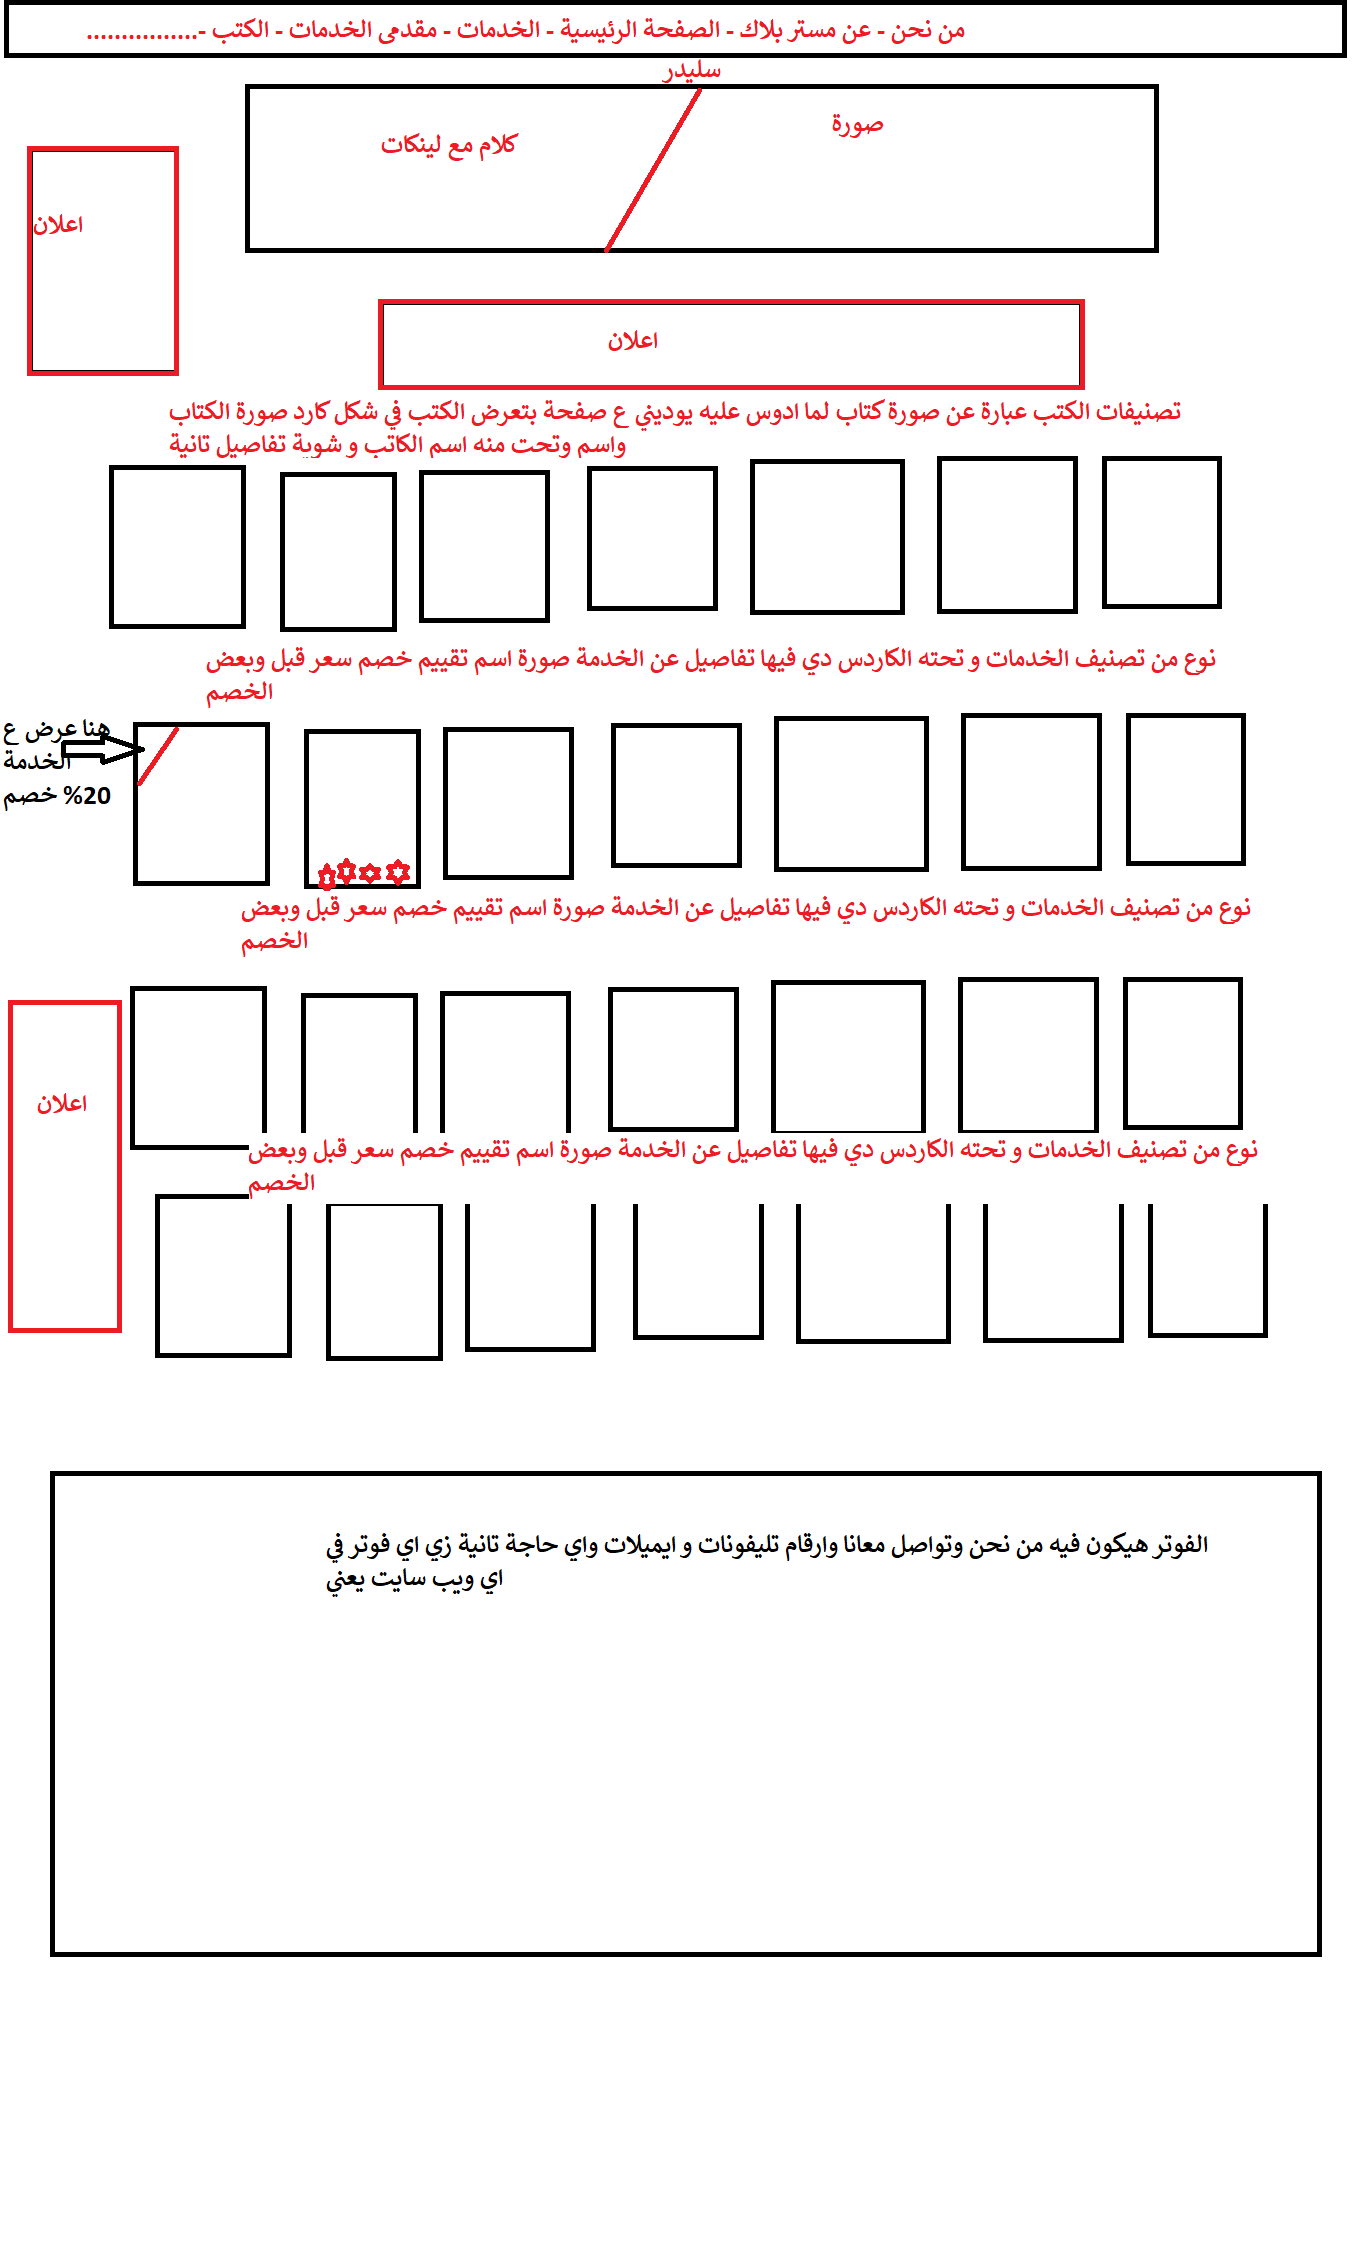 من نحن - عن مستر بلاك - الصفحة الرئيسية - الخدمات - مقدمى الخدمات - الكتب -................
سليدر
صورة
كلام مع لينكات
اعلان
اعلان
تصنيفات الكتب عبارة عن صورة كتاب لما ادوس عليه يوديني ع صفحة بتعرض الكتب في شكل كارد صورة الكتاب
واسم وتحت منه اسم الكاتب و شوية تفاصيل تانية
نوع من تصنيف الخدمات و تحته الكاردس دي فيها تفاصيل عن الخدمة صورة اسم تقييم خصم سعر قبل وبعض
الخصم
هنا عرض ع
الخدمة
20% خصم
نوع من تصنيف الخدمات و تحته الكاردس دي فيها تفاصيل عن الخدمة صورة اسم تقييم خصم سعر قبل وبعض
الخصم
اعلان
نوع من تصنيف الخدمات و تحته الكاردس دي فيها تفاصيل عن الخدمة صورة اسم تقييم خصم سعر قبل وبعض
الخصم
الفوتر هيكون فيه من نحن وتواصل معانا وارقام تليفونات و ايميلات واي حاجة تانية زي اي فوتر في
اي ويب سايت يعني